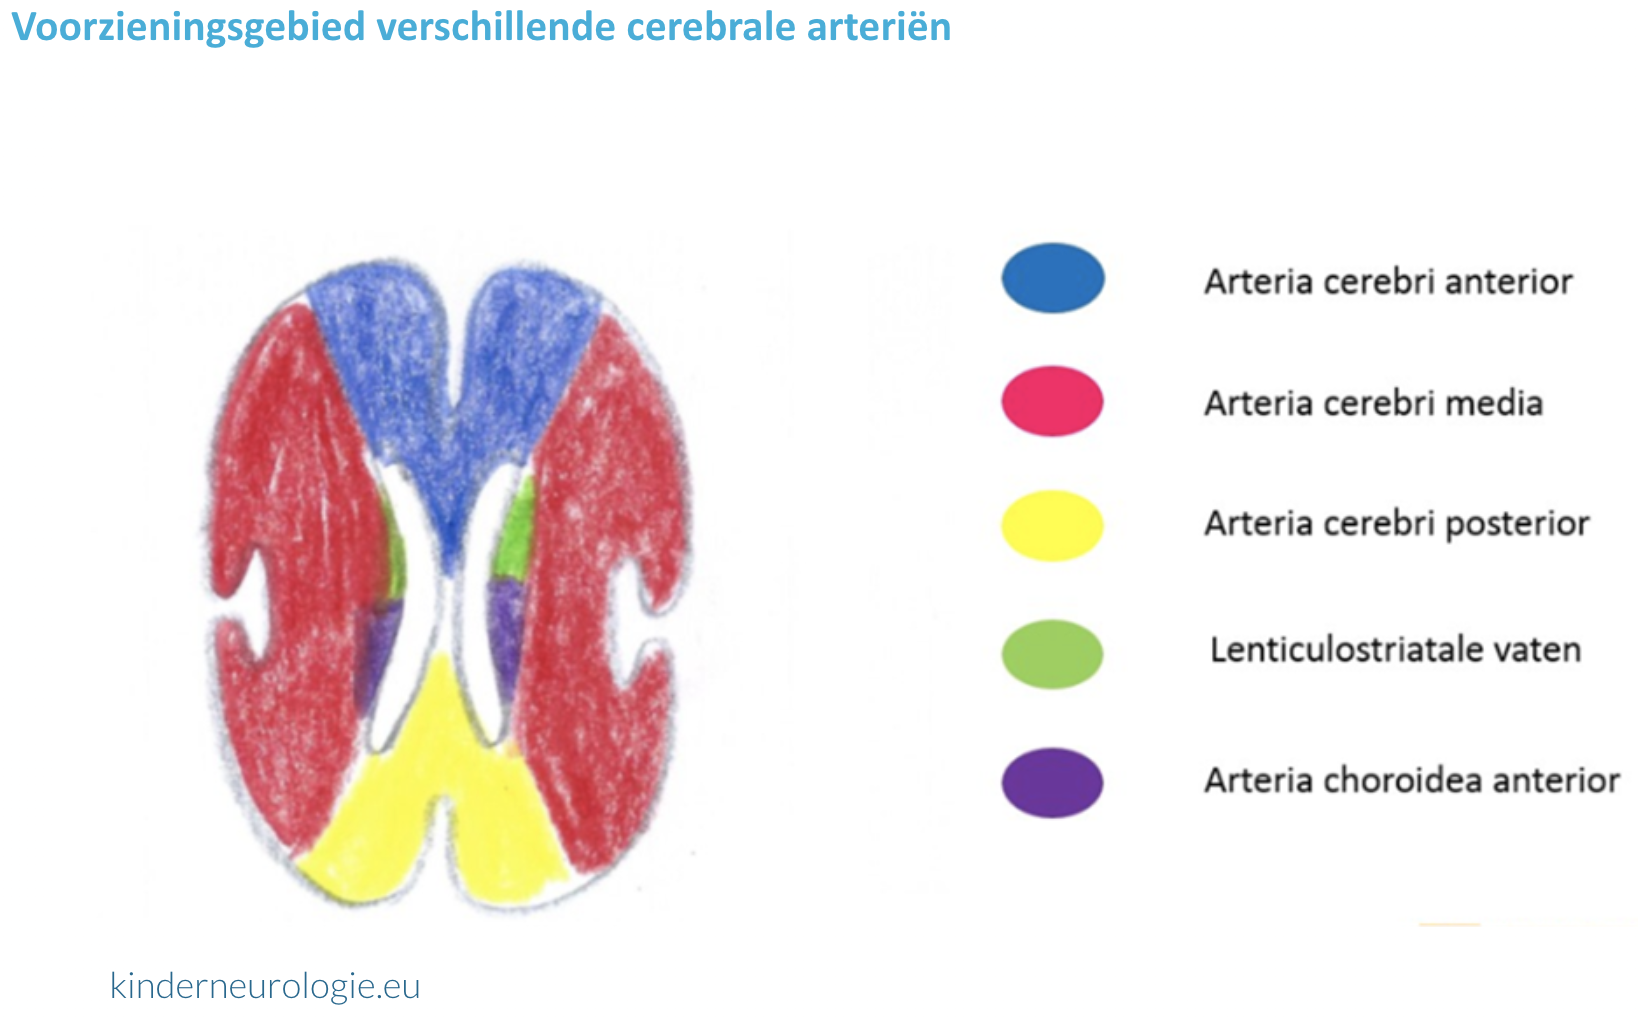 Voorzieningsgebied verschillende cerebrale arteriën
Arteria cerebri anterior
Arteria cerebri media
Arteria cerebri posterior
Lenticulostriatale vaten
Arteria choroidea anterior
kinderneurologie.eu